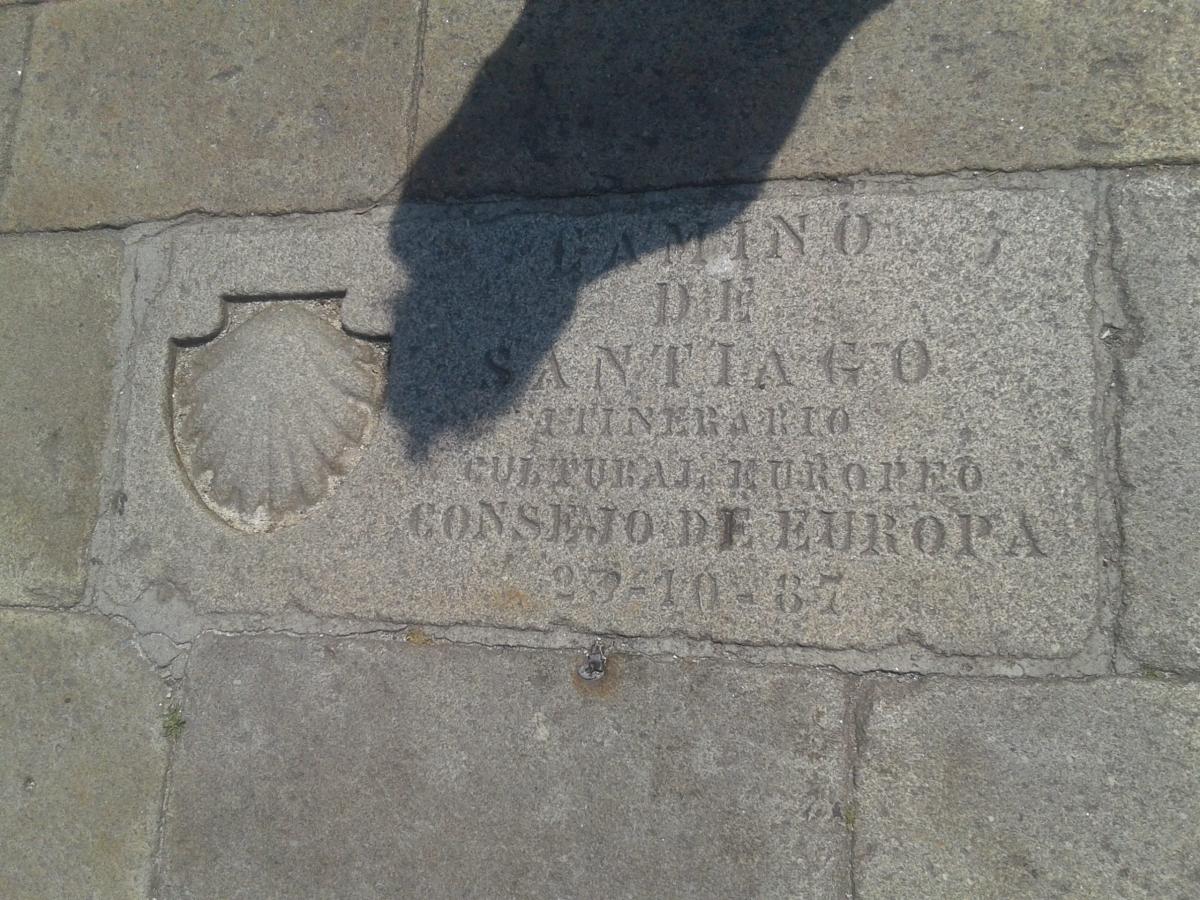 CAMINO
DE
SANTIAGO
ITINERARIO
CULTURAL EUROPEO
CONSEJO DE EUROPA
23-10-87